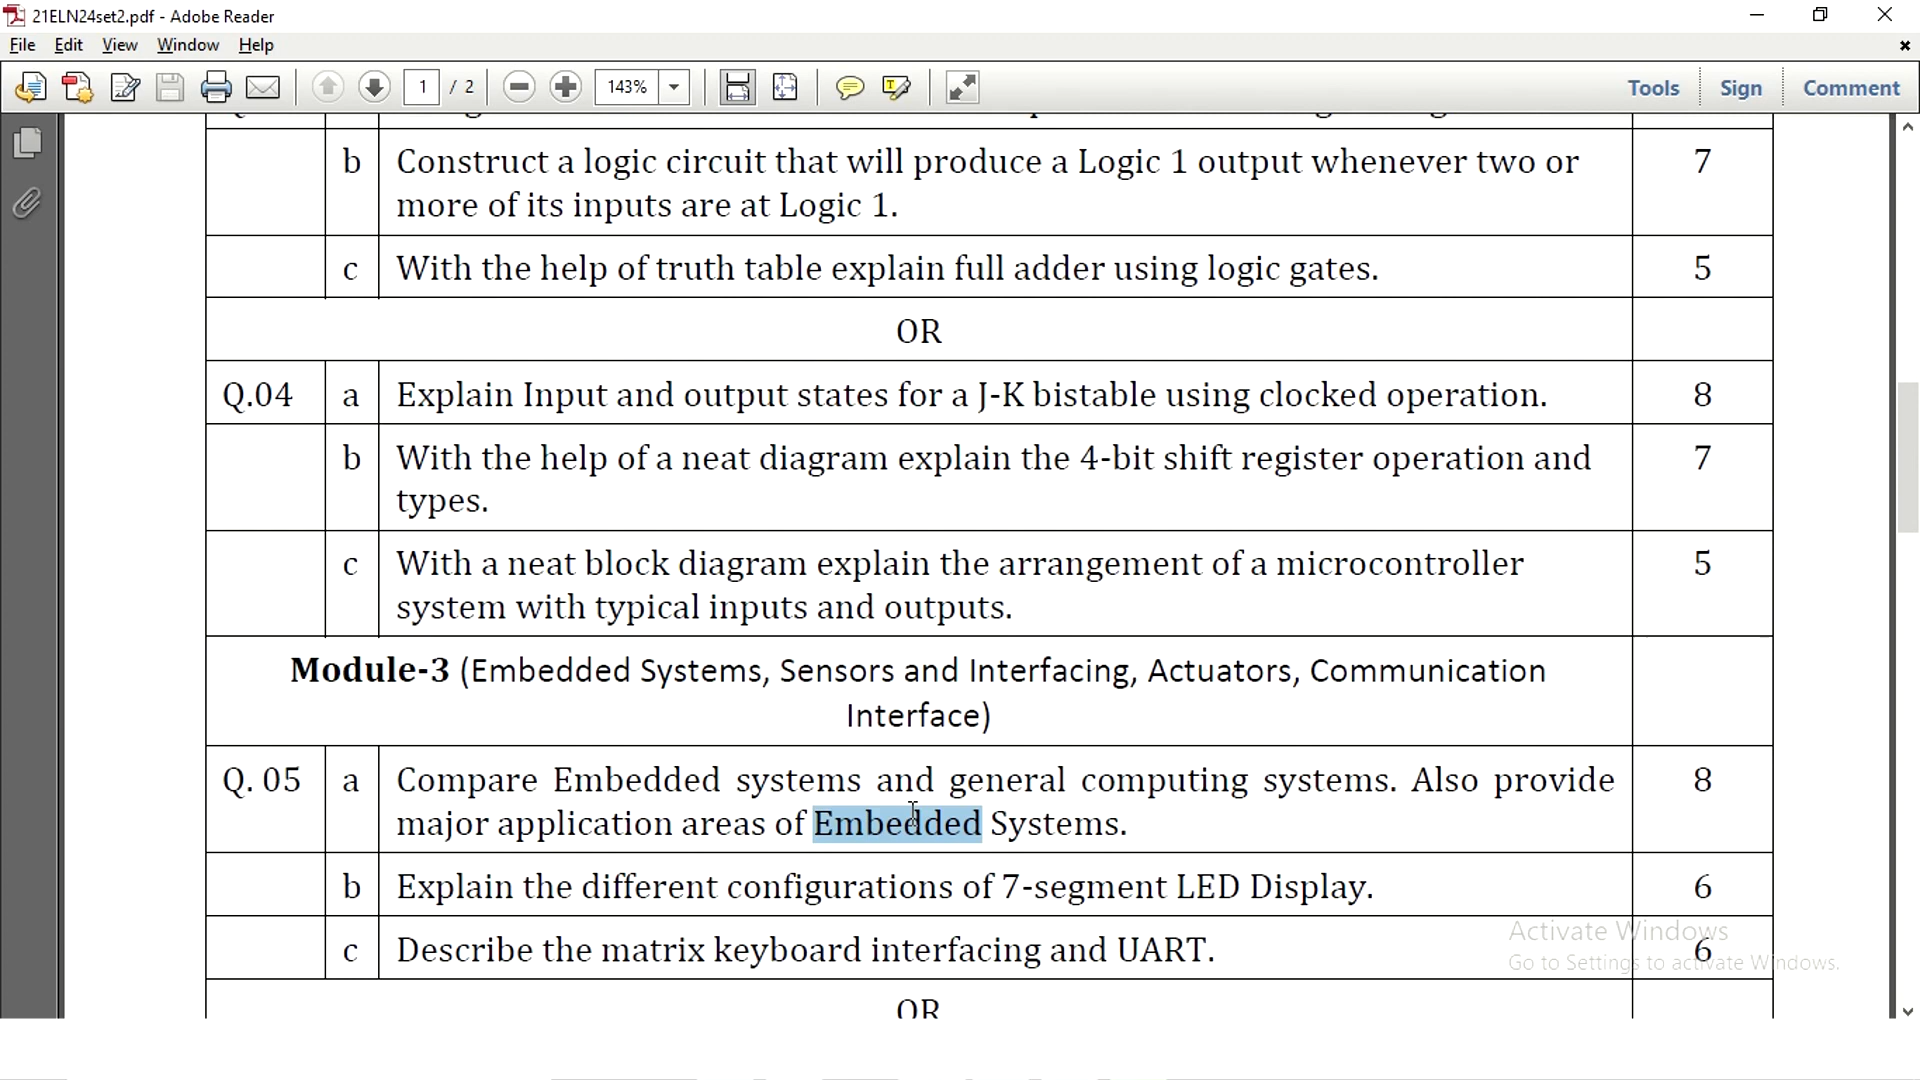 21ELN24set2.pdf - Adobe Reader
File Edit View Window Help
1 / 2 143% Tools Sign Comment
b Construct a logic circuit that will produce a Logic 1 output whenever two or 7
more of its inputs are at Logic 1.
c With the help of truth table explain full adder using logic gates. 5
OR
Q.04 a Explain Input and output states for a J-K bistable using clocked operation. 8
b With the help of a neat diagram explain the 4-bit shift register operation and 7
types.
c With a neat block diagram explain the arrangement of a microcontroller 5
system with typical inputs and outputs.
Module-3 (Embedded Systems, Sensors and Interfacing, Actuators, Communication
Interface)
Q. 05 a Compare Embedded systems and general computing systems. Also provide 8
major application areas of Embedded Systems.
b Explain the different configurations of 7-segment LED Display. 6
Activate Windows
c Describe the matrix keyboard interfacing and UART. 6
Go to Settings to activate Windows.
OR